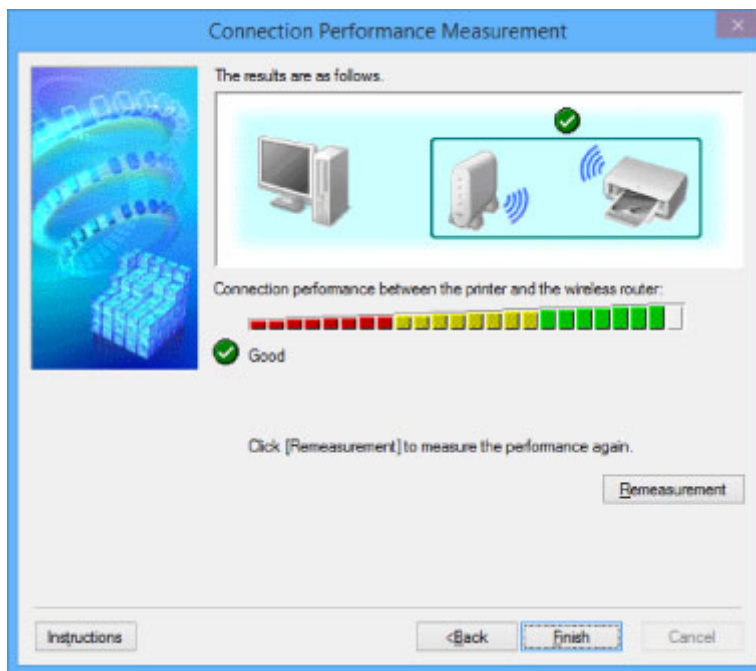 Connection Performance Measurement
The results are as follows.
Connection performance between the printer and the wireless router:
Good
Click [Remeasurement] to measure the performance again.
Remeasurement
Instructions
<Back
Finish
Cancel